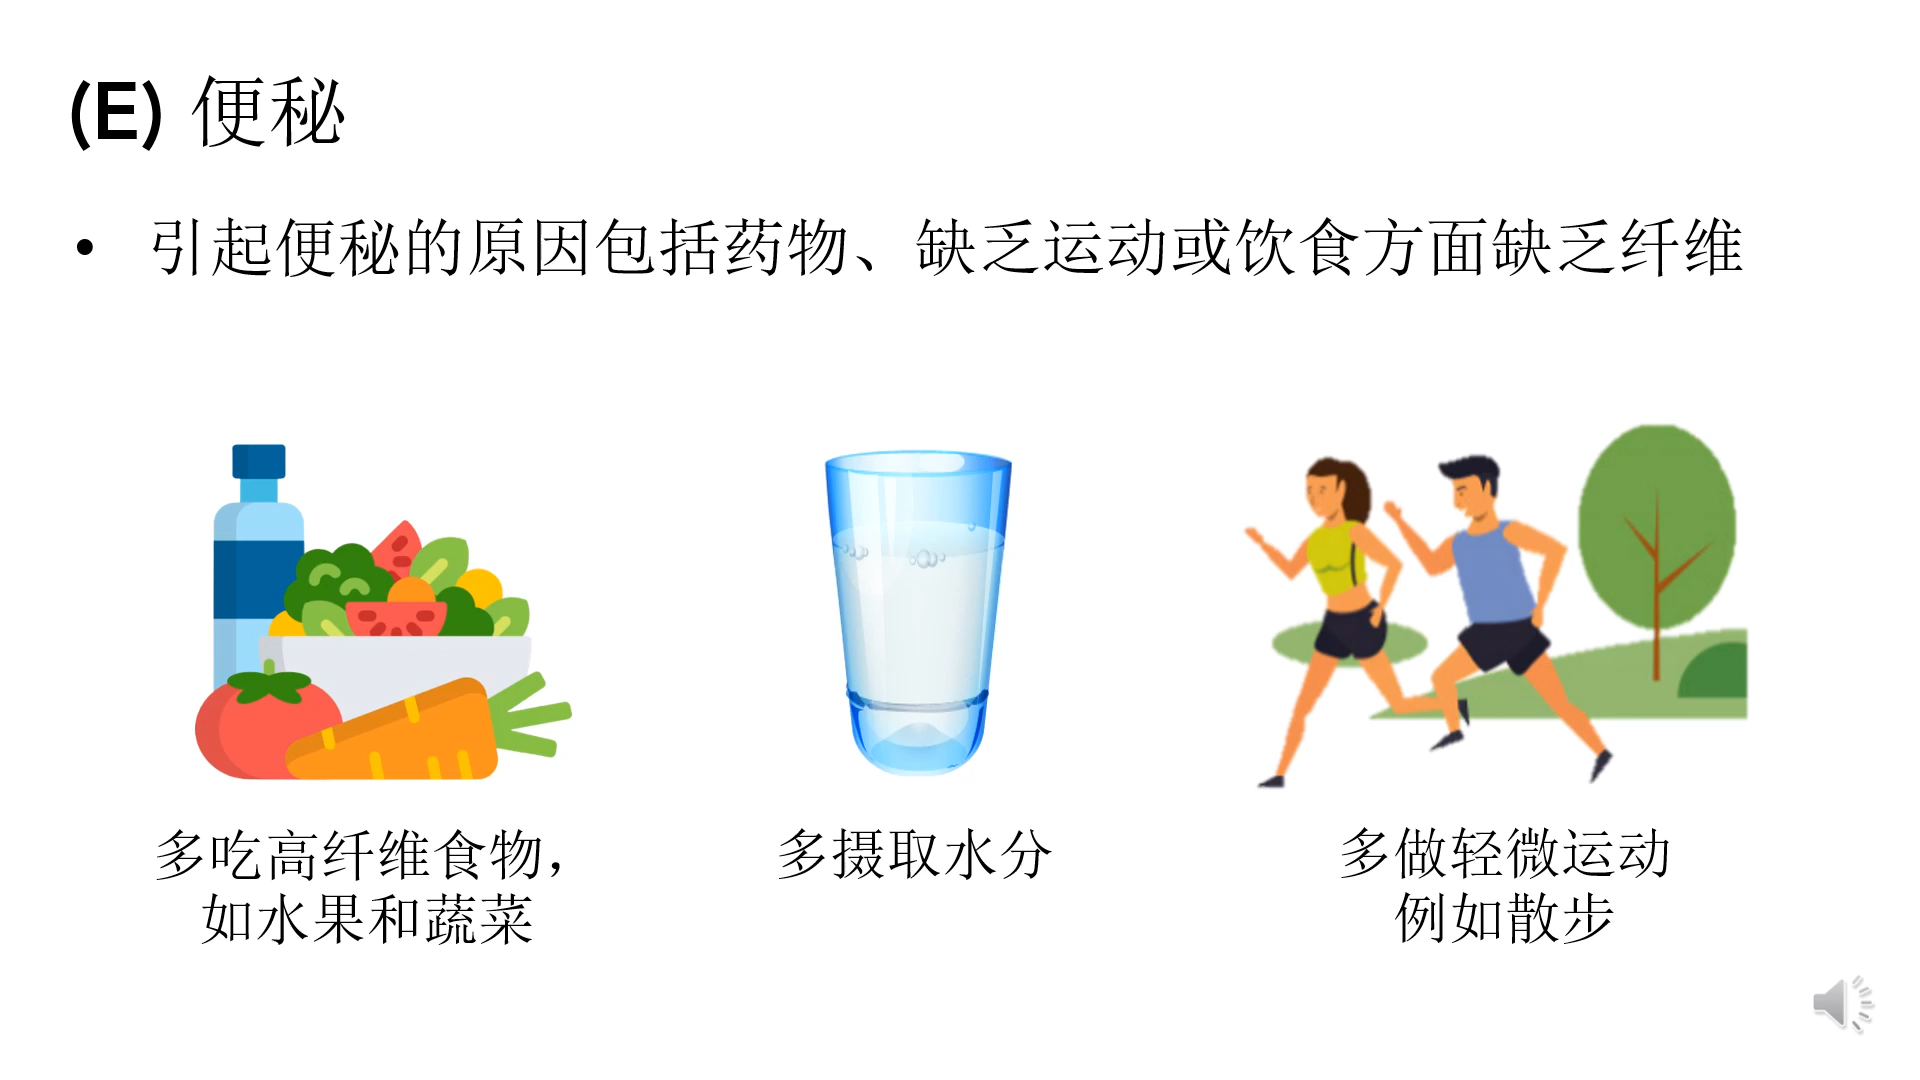 (E) 便秘
• 引起便秘的原因包括药物、缺乏运动或饮食方面缺乏纤维
多吃高纤维食物，
如水果和蔬菜
多摄取水分
多做轻微运动
例如散步